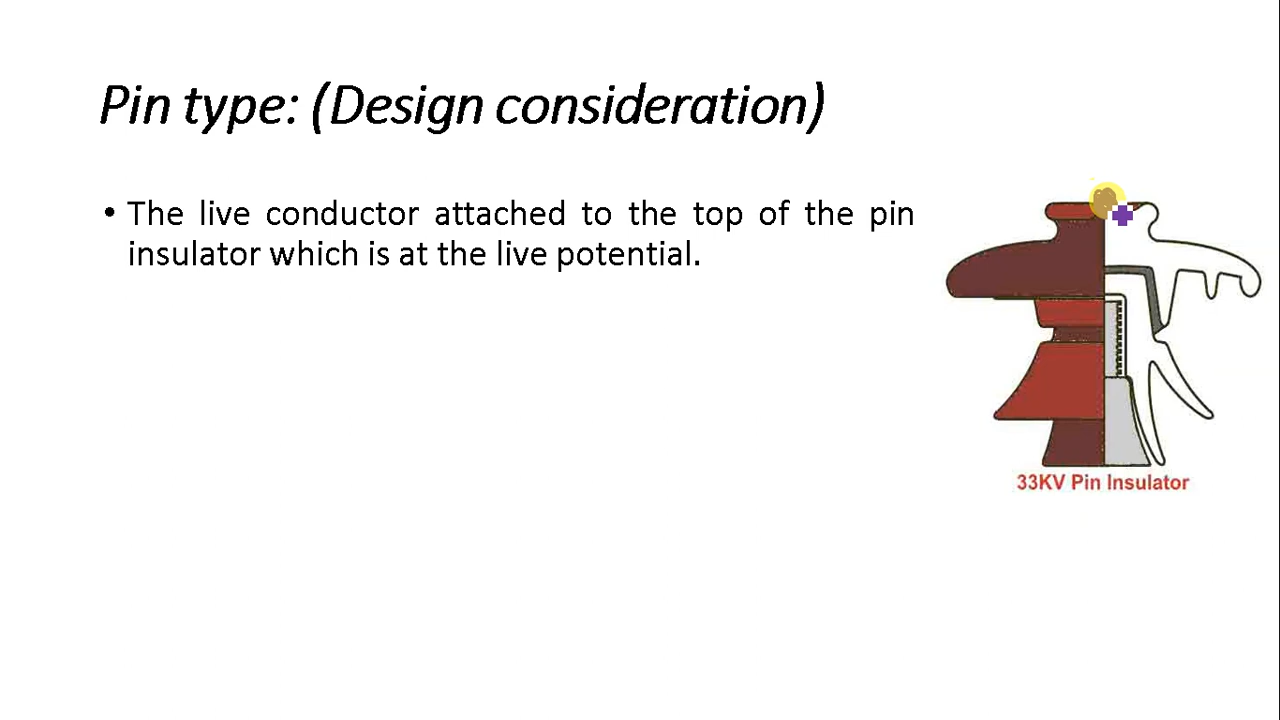 Pin type: (Design consideration)
• The live conductor attached to the top of the pin
insulator which is at the live potential.
33KV Pin Insulator